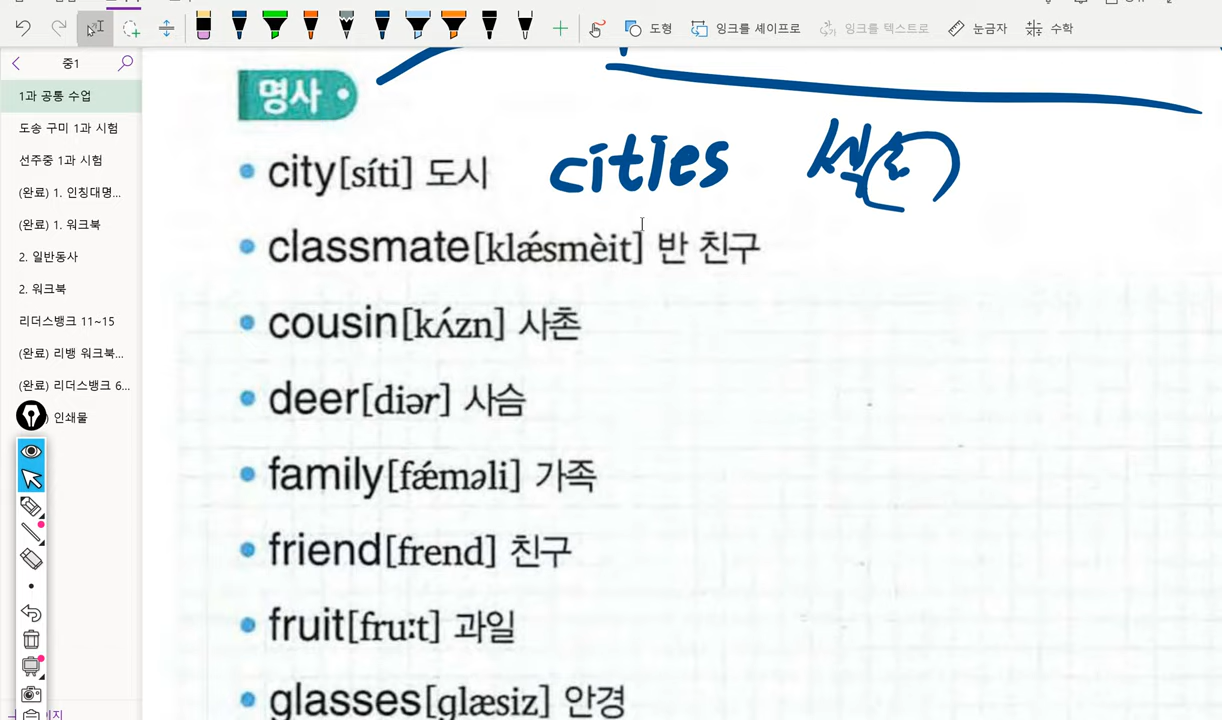 도형
잉크를 셰이프로
잉크를 텍스트로
눈금자
수학
중1
1과 공통 수업
도송 구미 1과 시험
선주중 1과 시험
(완료) 1. 인칭대명...
(완료) 1. 워크북
2. 일반동사
2. 워크북
리더스뱅크 11~15
(완료) 리뱅 워크북...
(완료) 리더스뱅크 6...
인쇄물
명사
city[síti] 도시 cities
classmate[klǽsmèit] 반 친구
cousin[kʌ́zn] 사촌
deer[diər] 사슴
family[fǽməli] 가족
friend[frend] 친구
fruit[fruːt] 과일
glasses[glæsiz] 안경